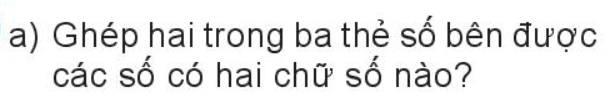 a) Ghép hai trong ba thẻ số bên được
các số có hai chữ số nào?